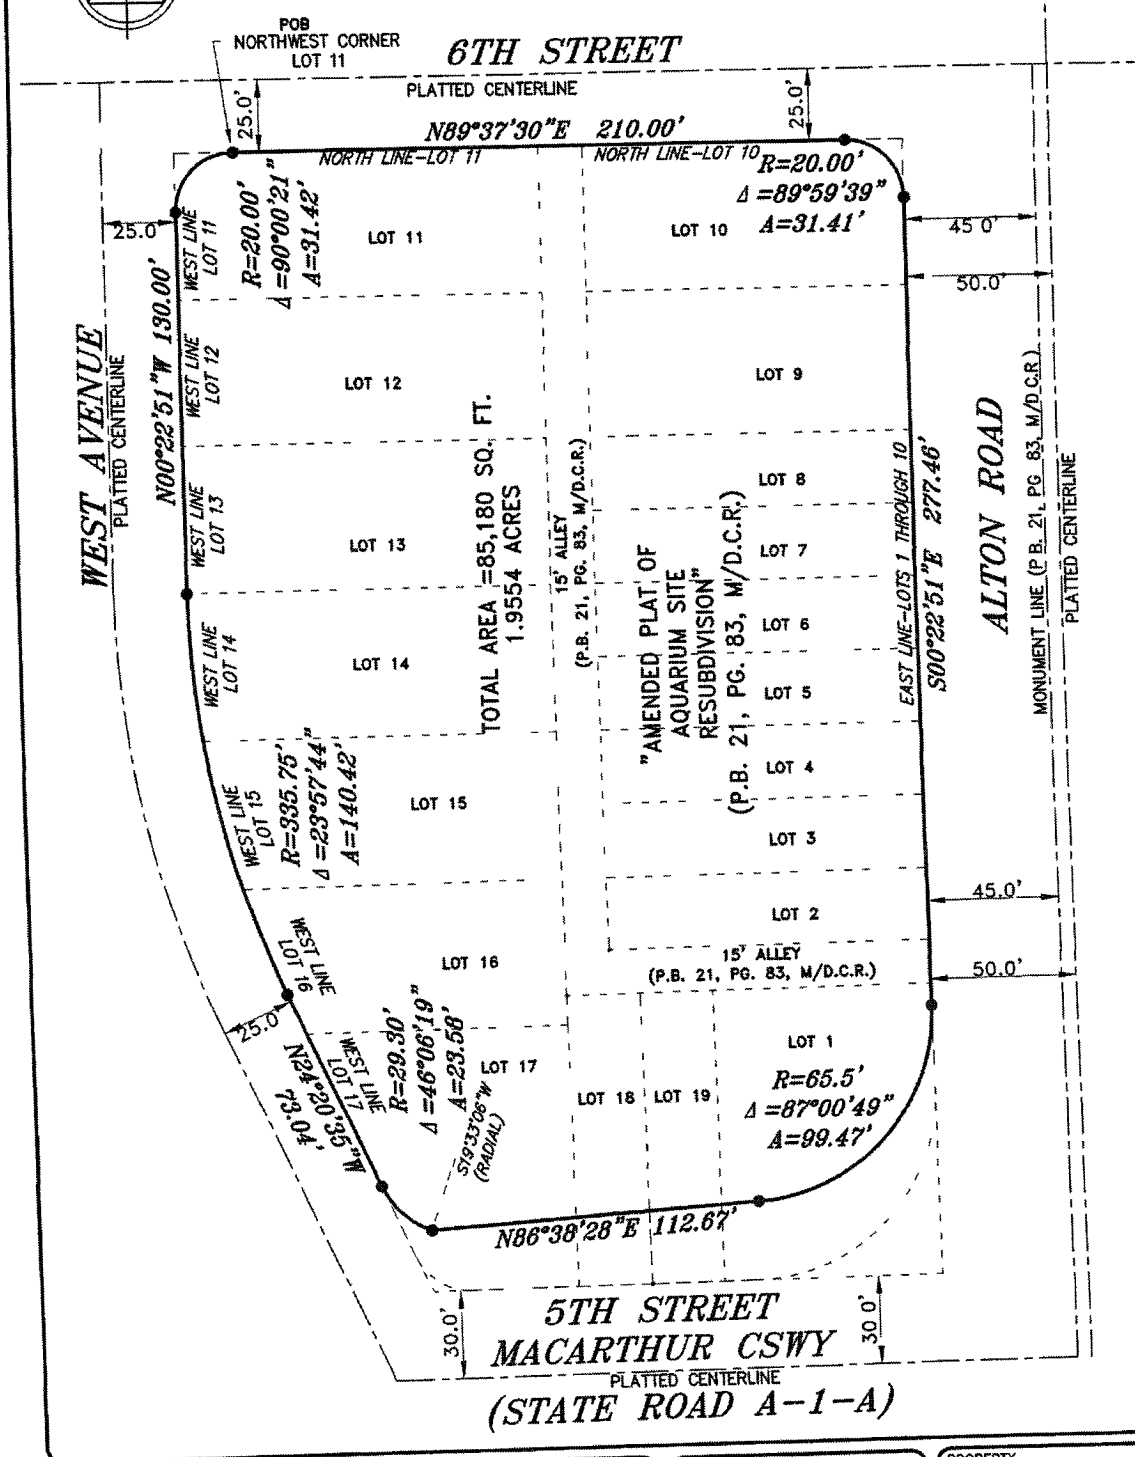 POB
NORTHWEST CORNER
LOT 11
6TH STREET
PLATTED CENTERLINE
25.0'
25.0'
N89°37'30"E 210.00'
NORTH LINE-LOT 11
NORTH LINE-LOT 10
R=20.00'
Δ=89°59'39"
A=31.41'
R=20.00'
Δ=90°00'21"
A=31.42'
25.0'
WEST LINE
LOT 11
LOT 11
LOT 10
45 0'
50.0'
WEST AVENUE
PLATTED CENTERLINE
N00°22'51"W 130.00'
WEST LINE
LOT 12
LOT 12
LOT 9
WEST LINE
LOT 13
LOT 13
TOTAL AREA =85,180 SQ. FT.
1.9554 ACRES
15' ALLEY
(P.B. 21, PG. 83, M/D.C.R.)
LOT 8
LOT 7
LOT 6
LOT 5
LOT 4
LOT 3
LOT 2
"AMENDED PLAT OF
AQUARIUM SITE
RESUBDIVISION"
(P.B. 21, PG. 83, M/D.C.R.)
EAST LINE-LOTS 1 THROUGH 10
S00°22'51"E 277.46'
ALTON ROAD
MONUMENT LINE (P.B. 21, PG 83, M/D.C.R.)
PLATTED CENTERLINE
WEST LINE
LOT 14
LOT 14
WEST LINE
LOT 15
R=335.75'
Δ=23°57'44"
A=140.42'
LOT 15
45.0'
WEST LINE
LOT 16
LOT 16
15' ALLEY
(P.B. 21, PG. 83, M/D.C.R.)
50.0'
25.0'
N24°20'35"W
73.04'
WEST LINE
LOT 17
R=29.30'
Δ=46°06'19"
A=23.58'
S19°33'06"W
(RADIAL)
LOT 17
LOT 18
LOT 19
LOT 1
R=65.5'
Δ=87°00'49"
A=99.47'
N86°38'28"E 112.67'
30.0'
30 0'
5TH STREET
MACARTHUR CSWY
PLATTED CENTERLINE
(STATE ROAD A-1-A)
PROPERTY